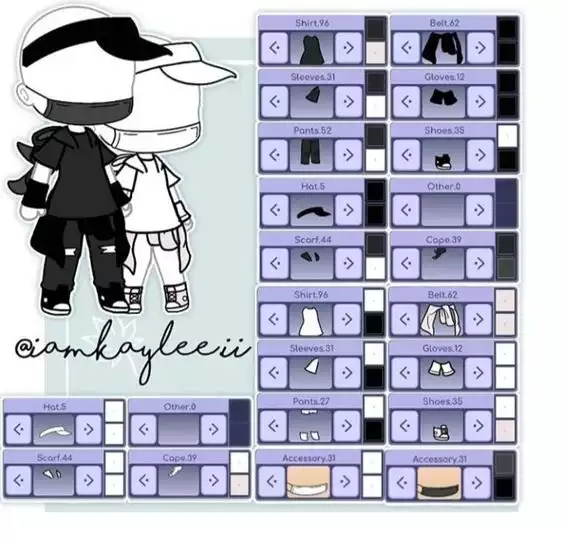 Shirt.96 Belt.62
Sleeves.31 Gloves.12
Pants.52 Shoes.35
Hat.5 Other.0
Scarf.44 Cape.39
Shirt.96 Belt.62
@iamkaylee.ii
Sleeves.31 Gloves.12
Hat.5 Other.0 Pants.27 Shoes.35
Scarf.44 Cape.39 Accessory.31 Accessory.31